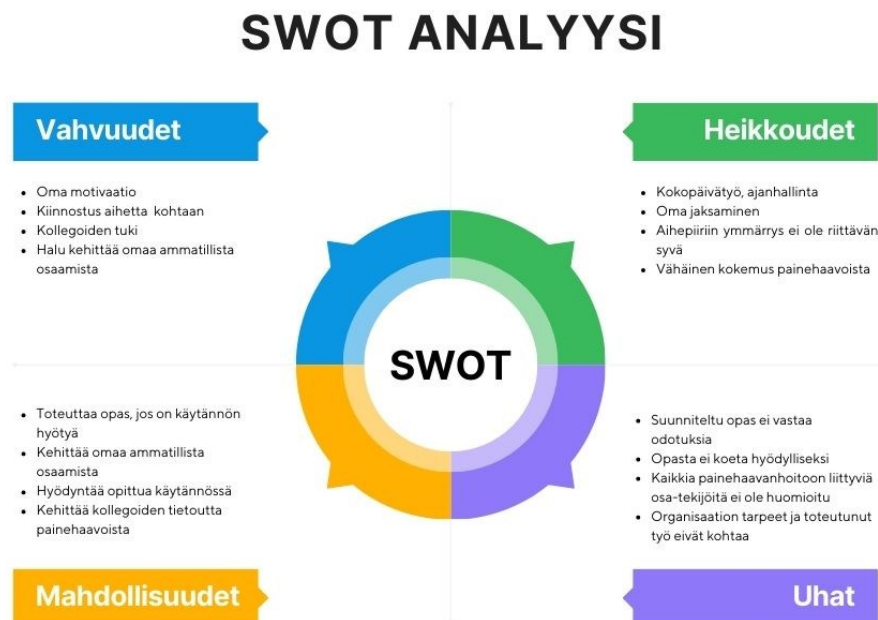 SWOT ANALYYSI
Vahvuudet
• Oma motivaatio
• Kiinnostus aihetta kohtaan
• Kollegoiden tuki
• Halu kehittää omaa ammatillista
osaamista
Heikkoudet
• Kokopäivätyö, ajanhallinta
• Oma jaksaminen
• Aihepiiriin ymmärrys ei ole riittävän
syvä
• Vähäinen kokemus painehaavoista
SWOT
• Toteuttaa opas, jos on käytännön
hyötyä
• Kehittää omaa ammatillista
osaamista
• Hyödyntää opittua käytännössä
• Kehittää kollegoiden tietoutta
painehaavoista
Mahdollisuudet
• Suunniteltu opas ei vastaa
odotuksia
• Opasta ei koeta hyödylliseksi
• Kaikkia painehaavanhoitoon liittyviä
osa-tekijöitä ei ole huomioitu
• Organisaation tarpeet ja toteutunut
työ eivät kohtaa
Uhat